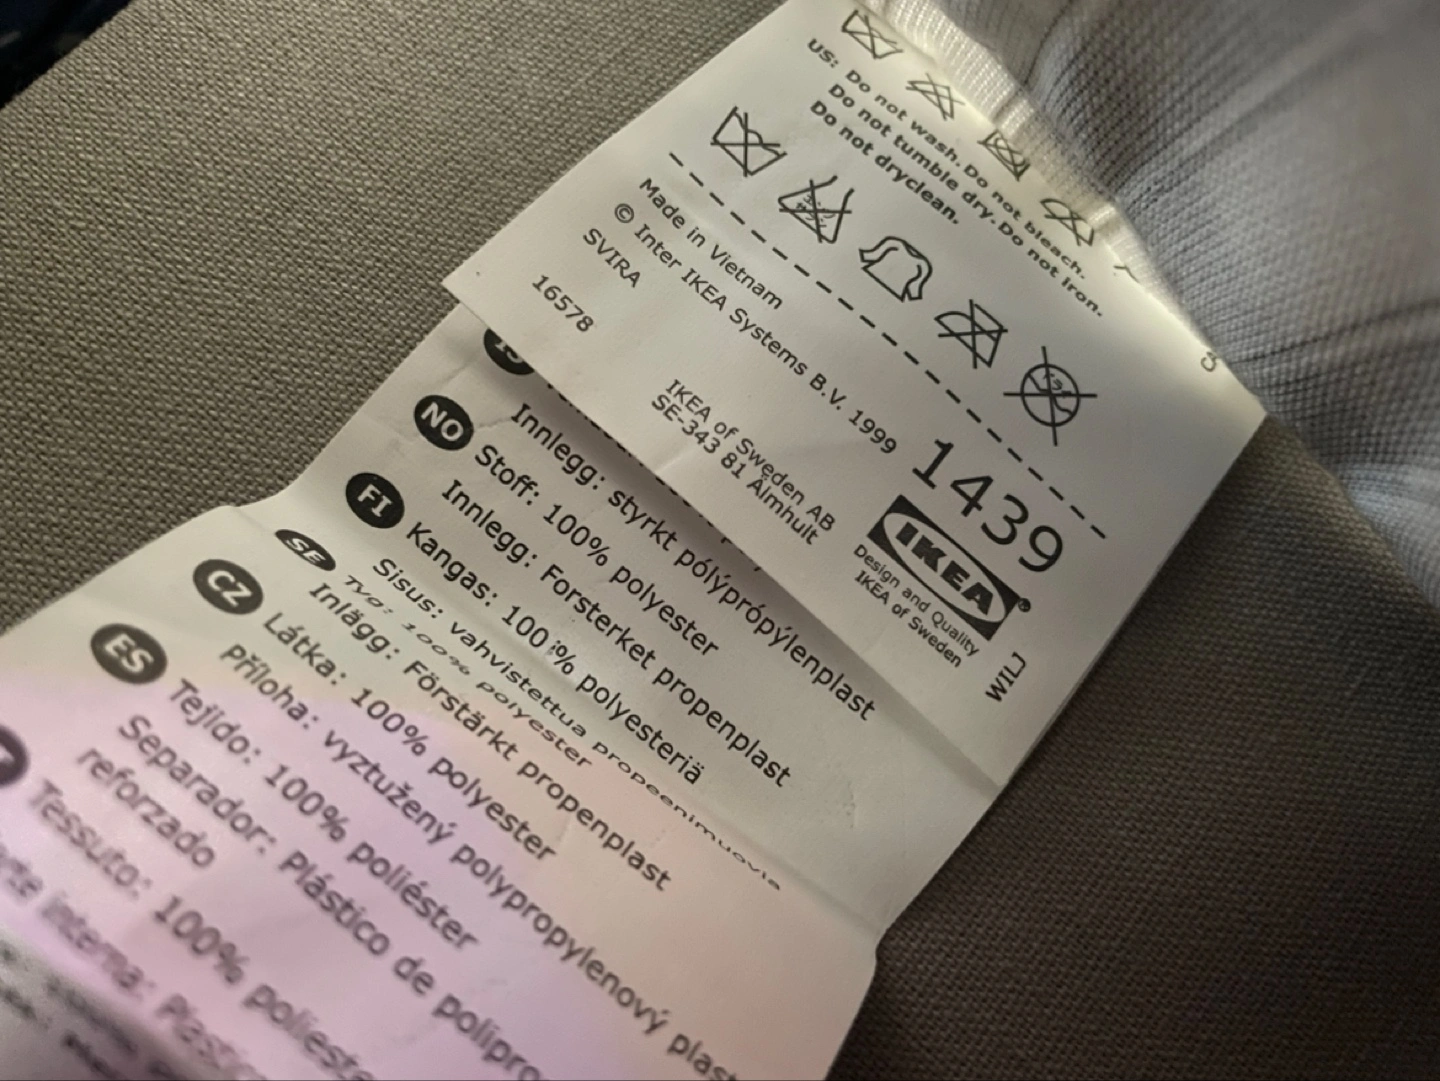 US: Do not wash. Do not bleach.
Do not tumble dry. Do not iron.
Do not dryclean.
Made in Vietnam
© Inter IKEA Systems B.V. 1999
SVIRA
16578
IKEA of Sweden AB
SE-343 81 Älmhult
1439
IKEA®
Design and Quality
IKEA of Sweden
WILJ
Innlegg: styrkt pólýprópýlenplast
NO Stoff: 100% polyester
Innlegg: Forsterket propenplast
FI Kangas: 100 % polyesteriä
Sisus: vahvistettua propeenimuovia
SE Tyg: 100% polyester
Inlägg: Förstärkt propenplast
CZ Látka: 100% polyester
Příloha: vyztužený polypropylenový plast
ES Tejido: 100% poliéster
Separador: Plástico de polipro
reforzado
Tessuto: 100% polieste
interna: Plastic